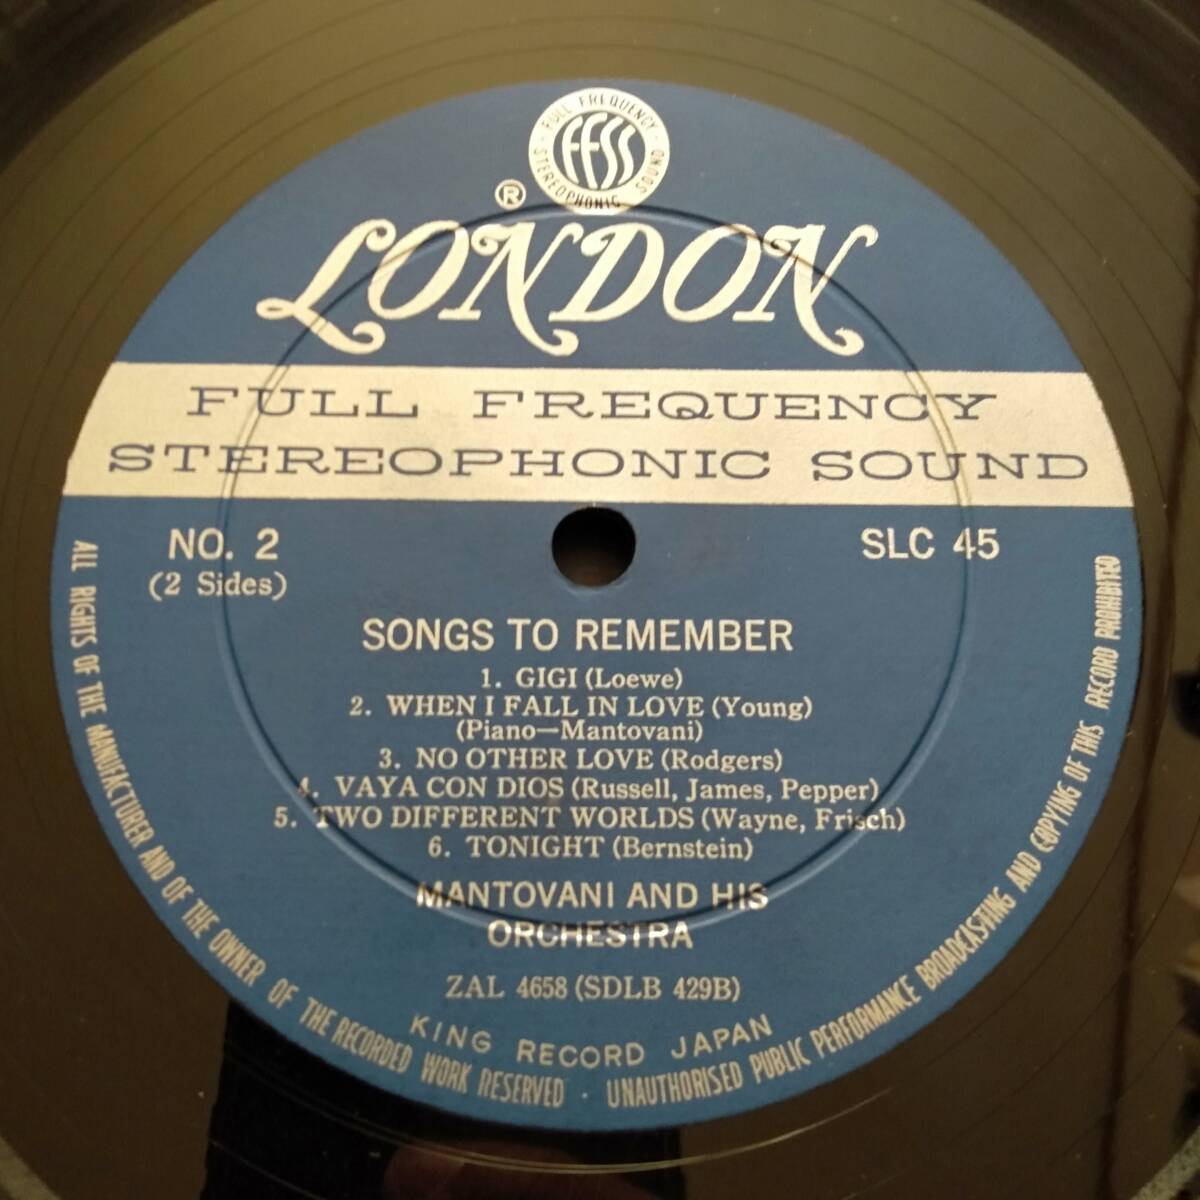 FULL FREQUENCY
FFSS
STEREOPHONIC SOUND
®
LONDON
FULL FREQUENCY
STEREOPHONIC SOUND
NO. 2
(2 Sides)
SLC 45
SONGS TO REMEMBER
1. GIGI (Loewe)
2. WHEN I FALL IN LOVE (Young)
(Piano—Mantovani)
3. NO OTHER LOVE (Rodgers)
4. VAYA CON DIOS (Russell, James, Pepper)
5. TWO DIFFERENT WORLDS (Wayne, Frisch)
6. TONIGHT (Bernstein)
MANTOVANI AND HIS
ORCHESTRA
ZAL 4658 (SDLB 429B)
KING RECORD JAPAN
ALL RIGHTS OF THE MANUFACTURER AND OF THE OWNER OF THE RECORDED WORK RESERVED · UNAUTHORISED PUBLIC PERFORMANCE BROADCASTING AND COPYING OF THIS RECORD PROHIBITED